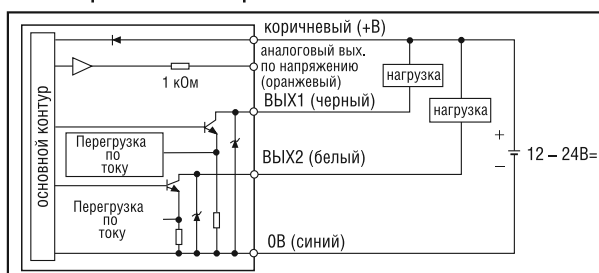 коричневый (+В)
аналоговый вых.
по напряжению
(оранжевый)
1 кОм
нагрузка
ВЫХ1 (черный)
нагрузка
основной контур
Перегрузка
по
току
ВЫХ2 (белый)
+
12 – 24В=
–
Перегрузка
по
току
0В (синий)